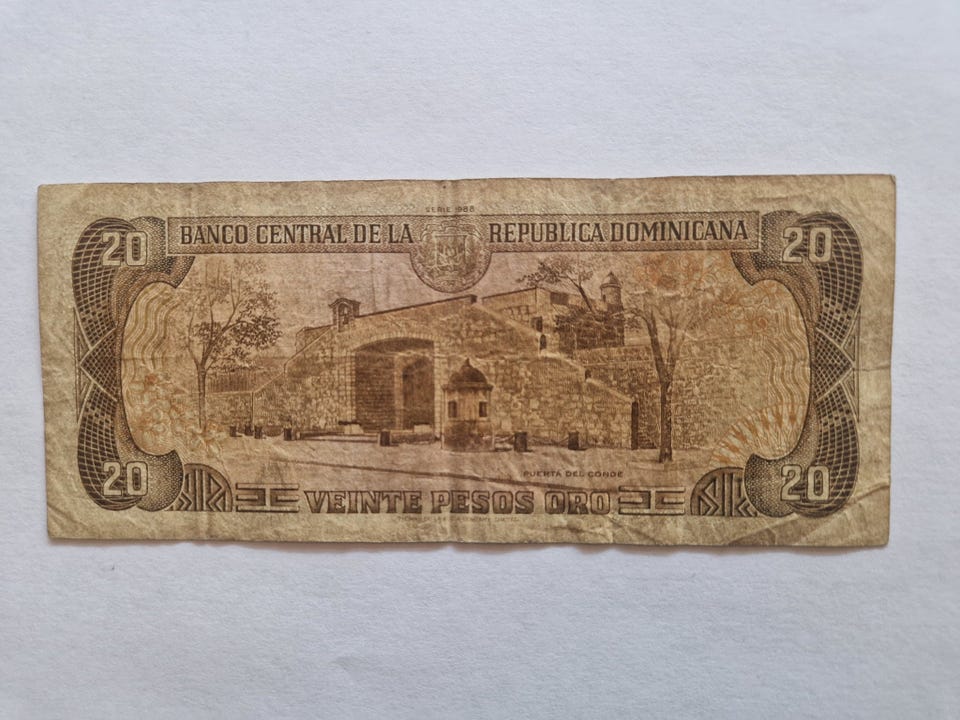 SERIE 1988
20 BANCO CENTRAL DE LA REPUBLICA DOMINICANA 20
PUERTA DEL CONDE
20 VEINTE PESOS ORO 20